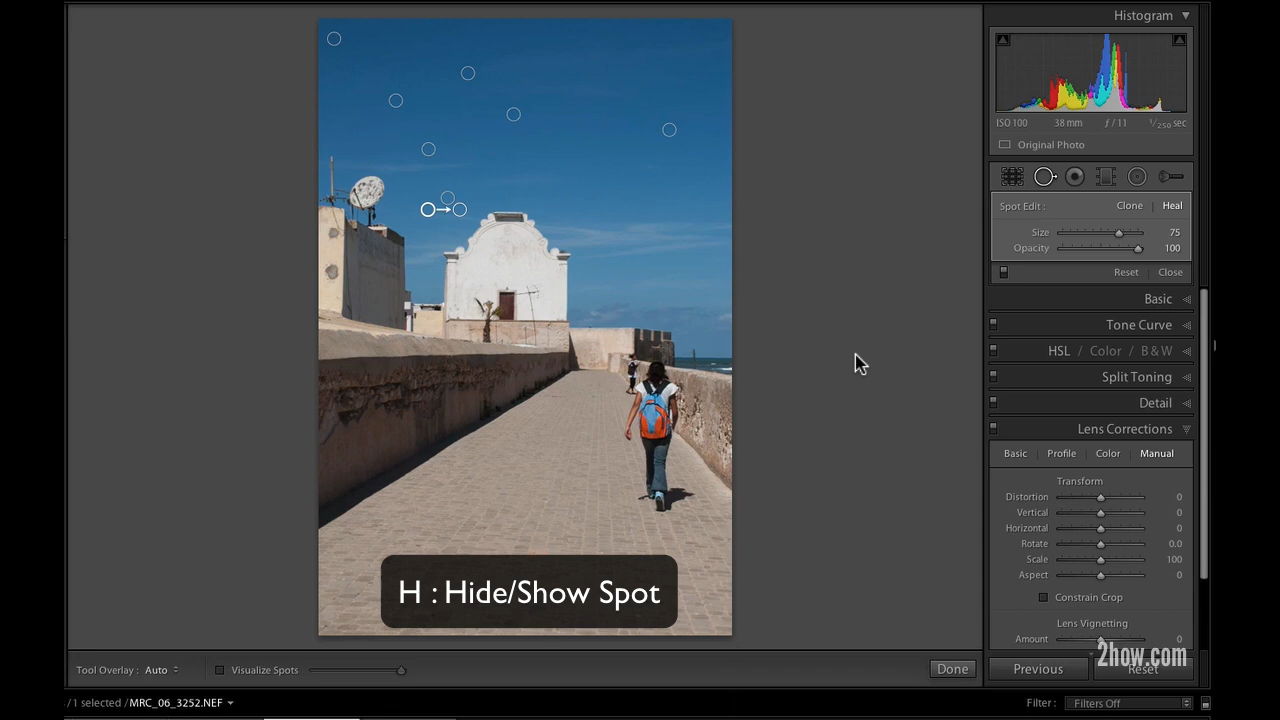 Histogram
ISO 100 38 mm ƒ / 11 1/250 sec
Original Photo
Spot Edit : Clone | Heal
Size 75
Opacity 100
Reset Close
Basic
Tone Curve
HSL / Color / B & W
Split Toning
Detail
Lens Corrections
Basic | Profile | Color | Manual
Transform
Distortion 0
Vertical 0
Horizontal 0
Rotate 0.0
Scale 100
Aspect 0
Constrain Crop
Lens Vignetting
Amount 0
2how.com
Previous Reset
H : Hide/Show Spot
Tool Overlay : Auto Visualize Spots Done
/1 selected /MRC_06_3252.NEF Filter : Filters Off